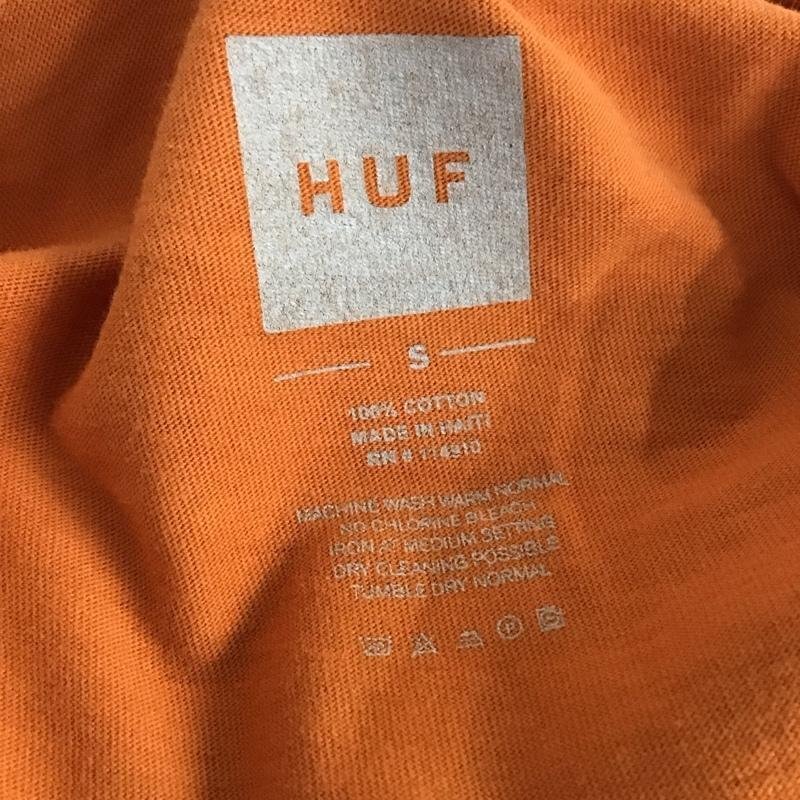 HUF
S
100% COTTON
MADE IN HAITI
RN # 114910
MACHINE WASH WARM NORMAL
NO CHLORINE BLEACH
IRON AT MEDIUM SETTING
DRY CLEANING POSSIBLE
TUMBLE DRY NORMAL